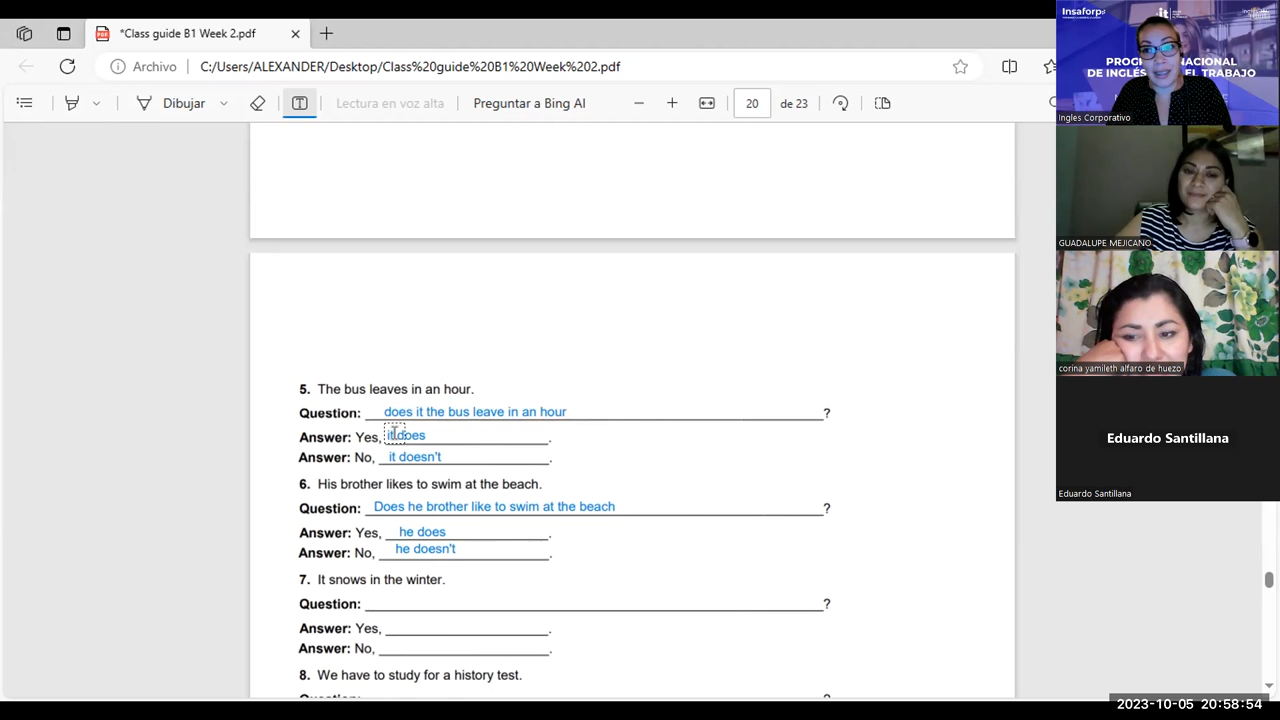 *Class guide B1 Week 2.pdf
Archivo C:/Users/ALEXANDER/Desktop/Class%20guide%20B1%20Week%202.pdf
Dibujar Lectura en voz alta Preguntar a Bing AI 20 de 23
5. The bus leaves in an hour.
Question: does it the bus leave in an hour ?
Answer: Yes, it does .
Answer: No, it doesn't .
6. His brother likes to swim at the beach.
Question: Does he brother like to swim at the beach ?
Answer: Yes, he does .
Answer: No, he doesn't .
7. It snows in the winter.
Question: ?
Answer: Yes, .
Answer: No, .
8. We have to study for a history test.
Insaforp
Ingles Corporativo
GUADALUPE MEJICANO
corina yamileth alfaro de huezo
Eduardo Santillana
Eduardo Santillana
2023-10-05 20:58:54